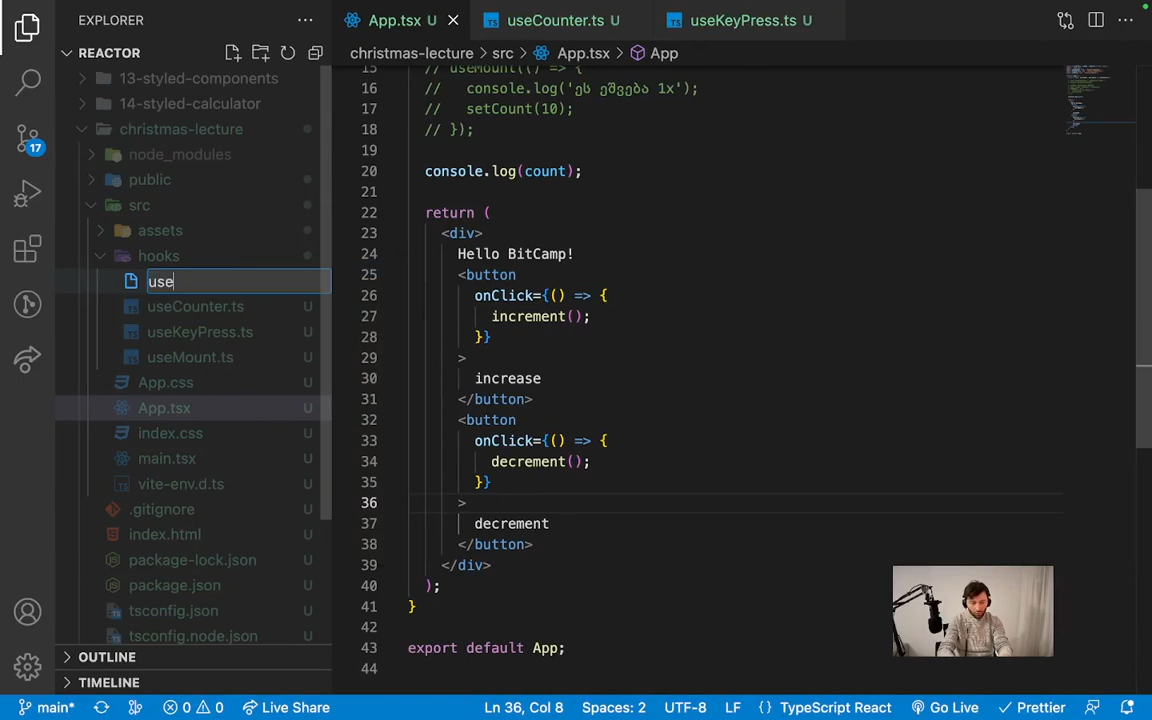 EXPLORER
App.tsx U
TS useCounter.ts U
TS useKeyPress.ts U
REACTOR
christmas-lecture > src > App.tsx > App
13-styled-components
14-styled-calculator
christmas-lecture
node_modules
public
src
assets
hooks
use
TS useCounter.ts U
TS useKeyPress.ts U
TS useMount.ts U
App.css U
App.tsx U
index.css U
main.tsx U
vite-env.d.ts U
.gitignore U
index.html U
package-lock.json U
package.json U
tsconfig.json U
tsconfig.node.json U
OUTLINE
TIMELINE
17
15 // useMount(() => {
16 // console.log('ეს ეშვება 1x');
17 // setCount(10);
18 // });
19
20 console.log(count);
21
22 return (
23 <div>
24 Hello BitCamp!
25 <button
26 onClick={() => {
27 increment();
28 }}
29 >
30 increase
31 </button>
32 <button
33 onClick={() => {
34 decrement();
35 }}
36 >
37 decrement
38 </button>
39 </div>
40 );
41 }
42
43 export default App;
44
main* 0 0 Live Share Ln 36, Col 8 Spaces: 2 UTF-8 LF {} TypeScript React Go Live Prettier